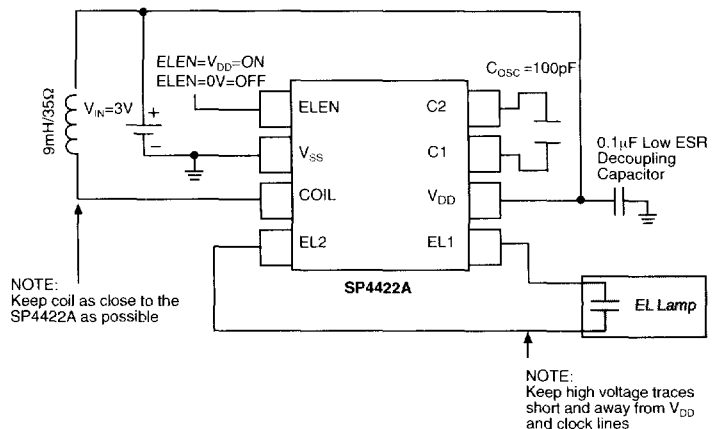 ELEN=VDD=ON
ELEN=0V=OFF
COSC =100pF
9mH/35Ω
VIN=3V
+
−
ELEN
C2
VSS
C1
0.1µF Low ESR
Decoupling
Capacitor
COIL
VDD
EL2
EL1
SP4422A
NOTE:
Keep coil as close to the
SP4422A as possible
EL Lamp
NOTE:
Keep high voltage traces
short and away from VDD
and clock lines